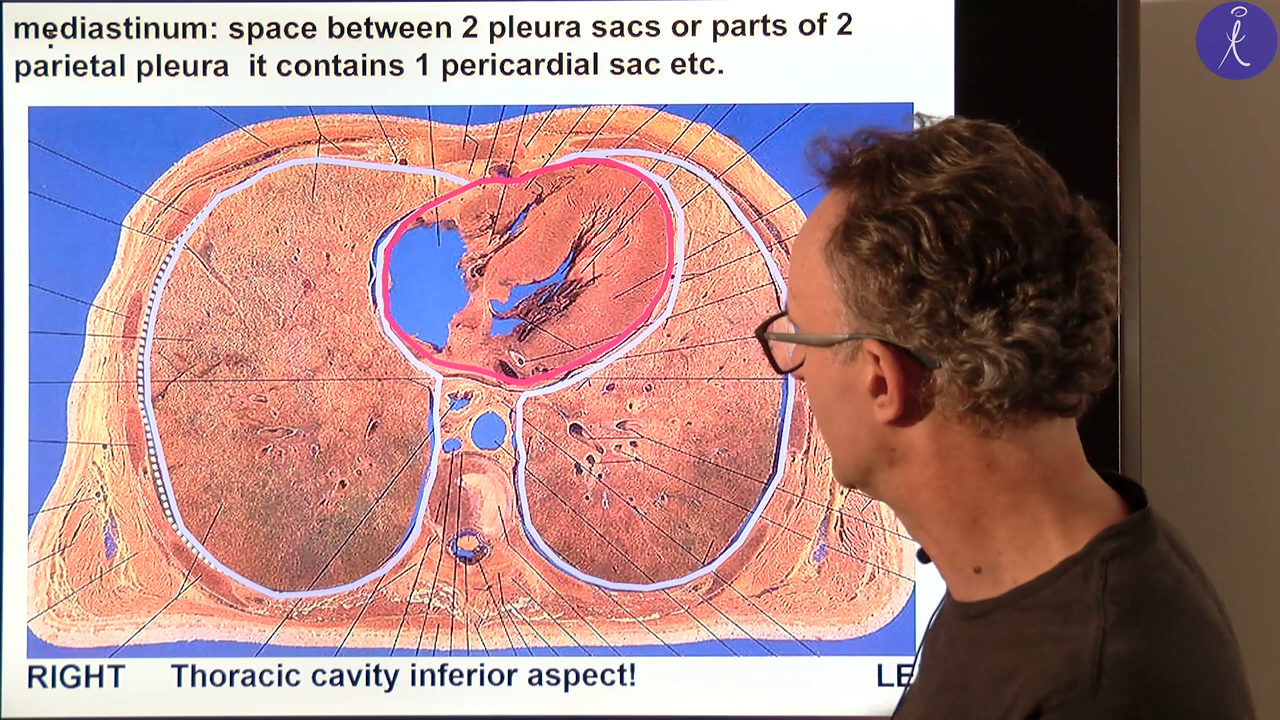 mediastinum: space between 2 pleura sacs or parts of 2
parietal pleura it contains 1 pericardial sac etc.
RIGHT Thoracic cavity inferior aspect! LE